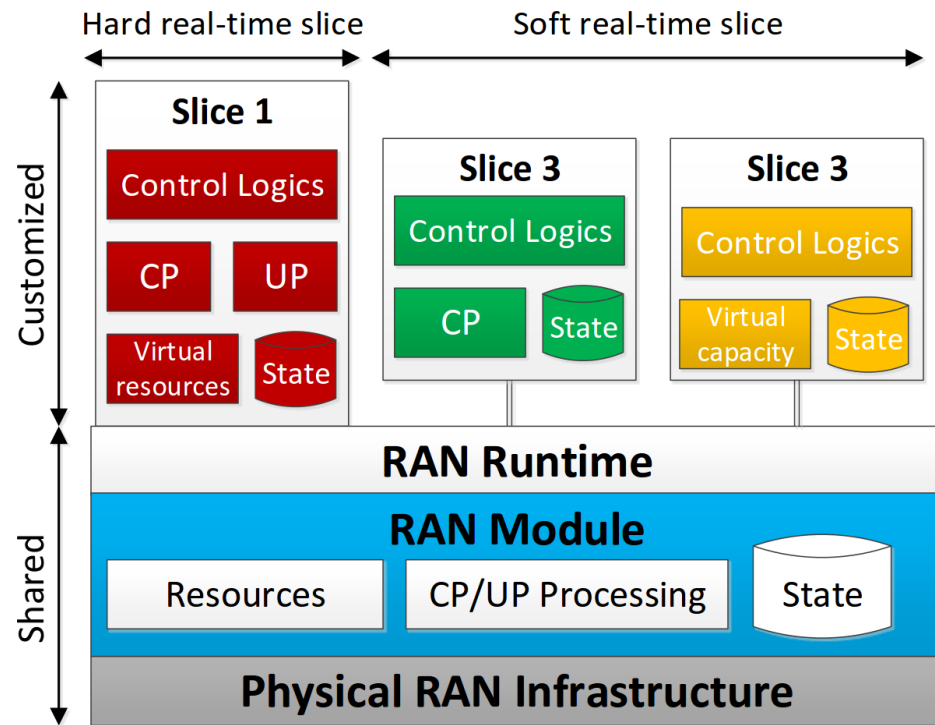 Hard real-time slice
Soft real-time slice
Customized
Slice 1
Control Logics
CP
UP
Virtual
resources
State
Slice 3
Control Logics
CP
State
Slice 3
Control Logics
Virtual
capacity
State
Shared
RAN Runtime
RAN Module
Resources
CP/UP Processing
State
Physical RAN Infrastructure